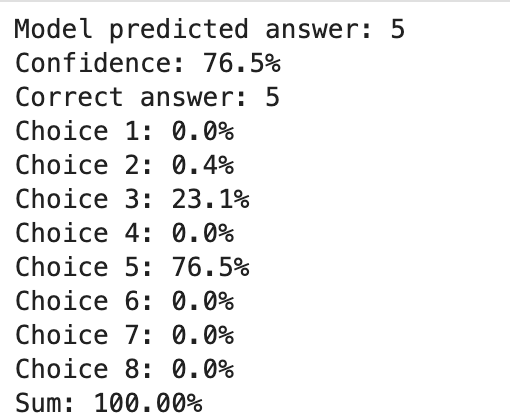 Model predicted answer: 5
Confidence: 76.5%
Correct answer: 5
Choice 1: 0.0%
Choice 2: 0.4%
Choice 3: 23.1%
Choice 4: 0.0%
Choice 5: 76.5%
Choice 6: 0.0%
Choice 7: 0.0%
Choice 8: 0.0%
Sum: 100.00%